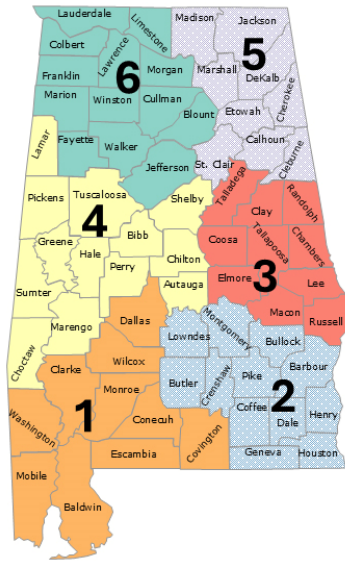 Lauderdale
Limestone
Madison
Jackson
Colbert
Lawrence
5
Franklin
6
Morgan
Marshall
DeKalb
Cherokee
Marion
Winston
Cullman
Etowah
Blount
Lamar
Fayette
Walker
Calhoun
Cleburne
Jefferson
St. Clair
Talladega
Pickens
Tuscaloosa
Shelby
Clay
Randolph
4
Greene
Hale
Bibb
Coosa
Tallapoosa
Chambers
Perry
Chilton
Elmore
3
Lee
Sumter
Autauga
Macon
Russell
Marengo
Dallas
Lowndes
Montgomery
Bullock
Choctaw
Clarke
Wilcox
Barbour
Monroe
Butler
Crenshaw
Pike
2
Washington
1
Conecuh
Coffee
Henry
Covington
Dale
Escambia
Geneva
Houston
Mobile
Baldwin